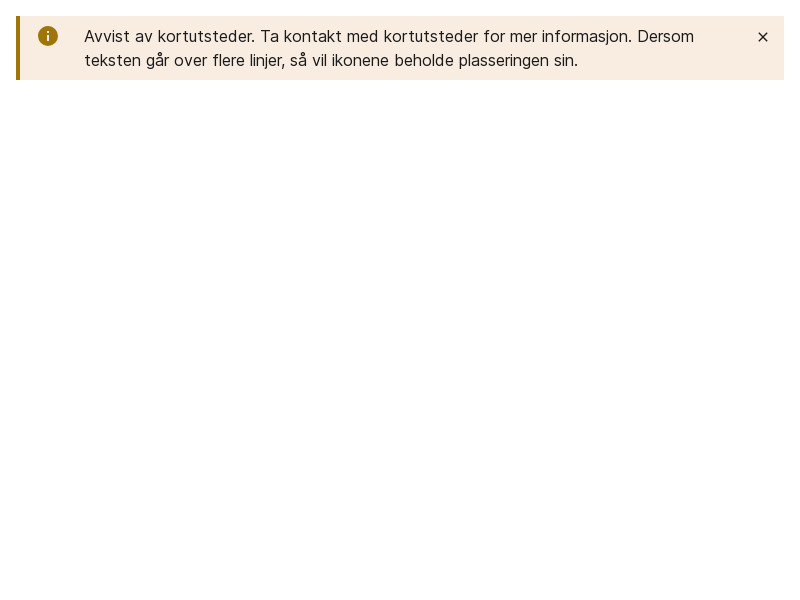 Avvist av kortutsteder. Ta kontakt med kortutsteder for mer informasjon. Dersom
teksten går over flere linjer, så vil ikonene beholde plasseringen sin.